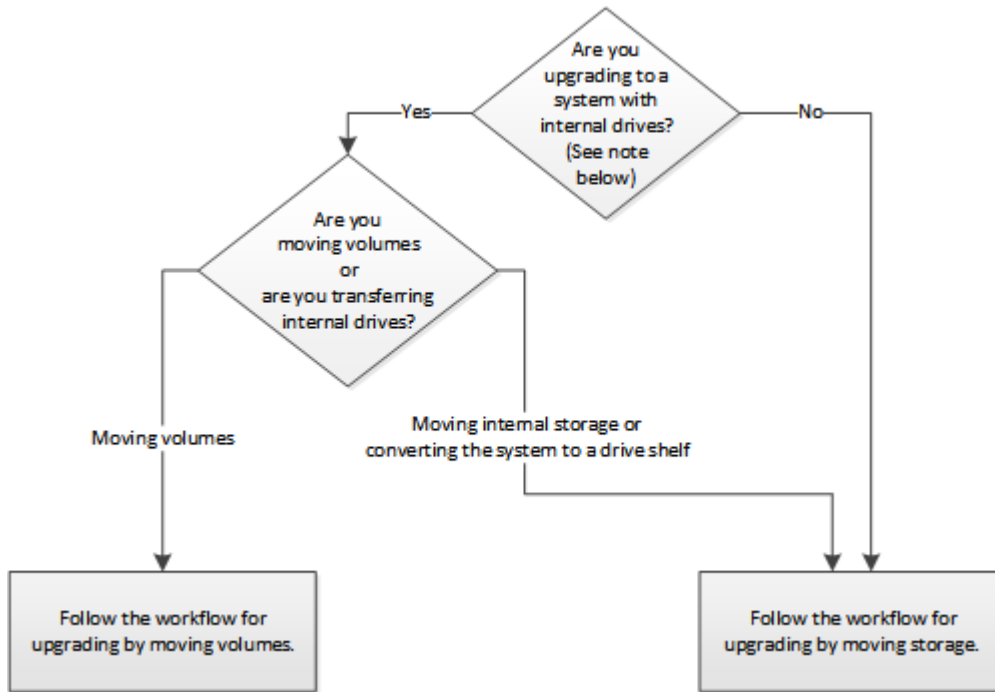 Are you
upgrading to a
system with
internal drives?
(See note
below)
Yes
No
Are you
moving volumes
or
are you transferring
internal drives?
Moving volumes
Moving internal storage or
converting the system to a drive shelf
Follow the workflow for
upgrading by moving volumes.
Follow the workflow for
upgrading by moving storage.